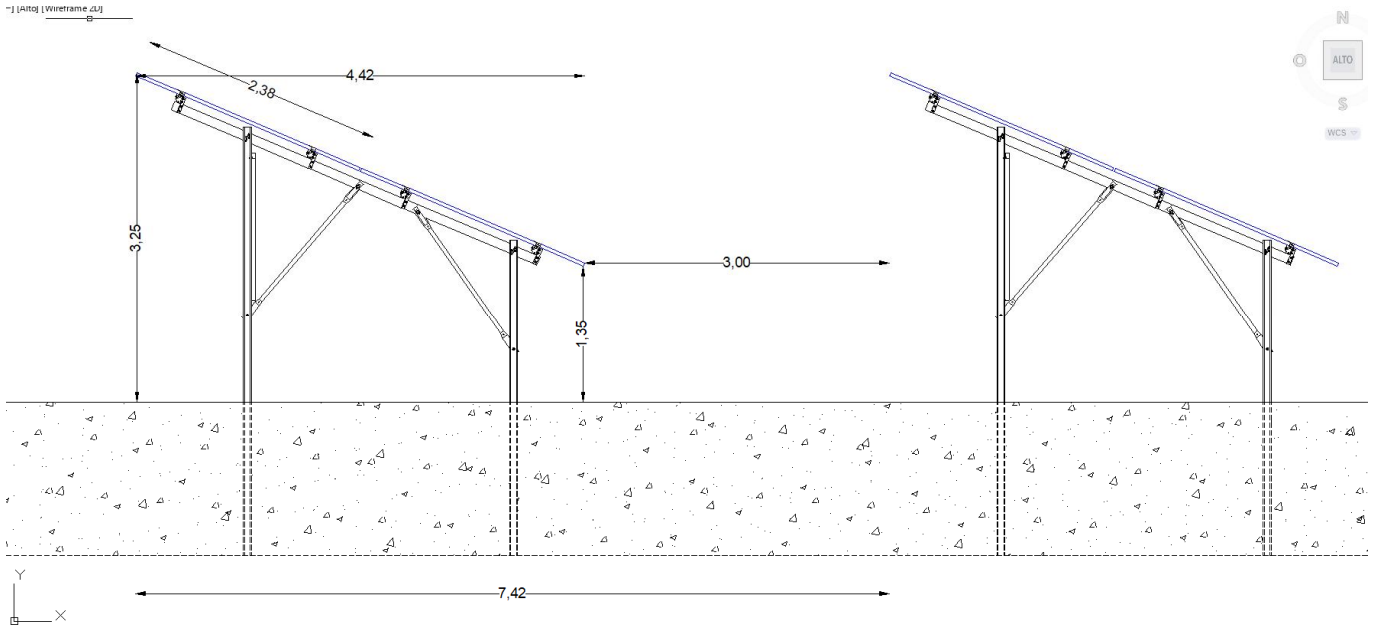 -] [Alto] [Wireframe 2D]
N
O
ALTO
S
WCS
4,42
2,38
3,25
3,00
1,35
7,42
Y
X